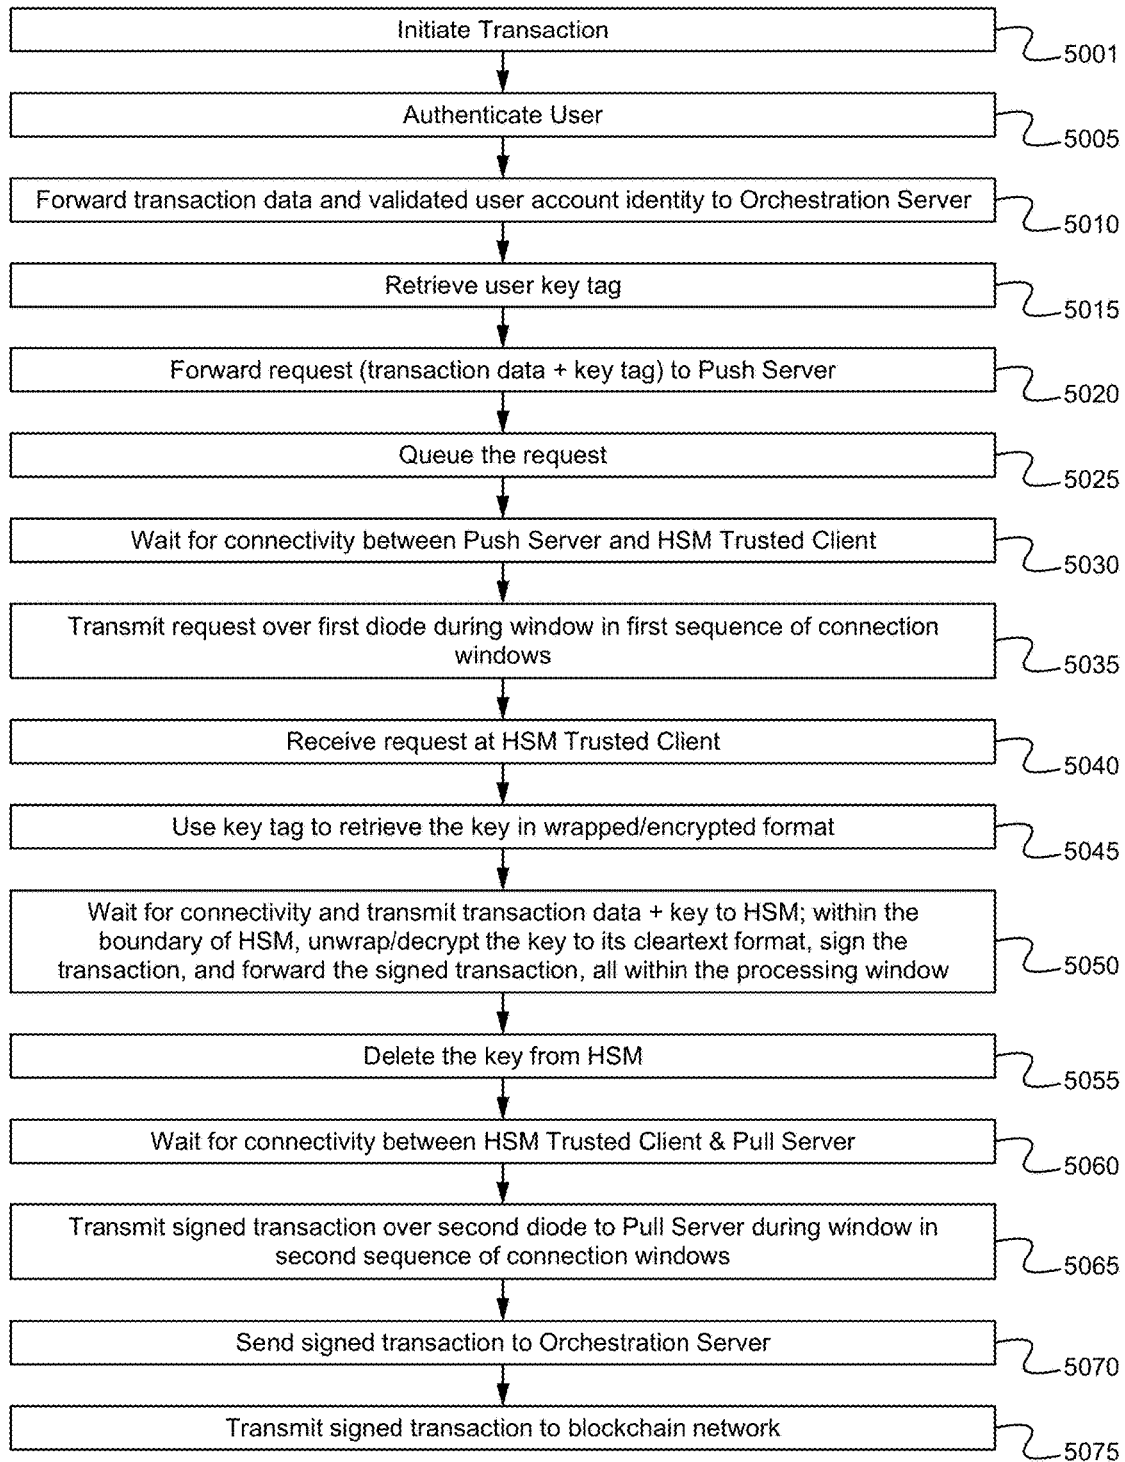 Initiate Transaction
5001
Authenticate User
5005
Forward transaction data and validated user account identity to Orchestration Server
5010
Retrieve user key tag
5015
Forward request (transaction data + key tag) to Push Server
5020
Queue the request
5025
Wait for connectivity between Push Server and HSM Trusted Client
5030
Transmit request over first diode during window in first sequence of connection
windows
5035
Receive request at HSM Trusted Client
5040
Use key tag to retrieve the key in wrapped/encrypted format
5045
Wait for connectivity and transmit transaction data + key to HSM; within the
boundary of HSM, unwrap/decrypt the key to its cleartext format, sign the
transaction, and forward the signed transaction, all within the processing window
5050
Delete the key from HSM
5055
Wait for connectivity between HSM Trusted Client & Pull Server
5060
Transmit signed transaction over second diode to Pull Server during window in
second sequence of connection windows
5065
Send signed transaction to Orchestration Server
5070
Transmit signed transaction to blockchain network
5075